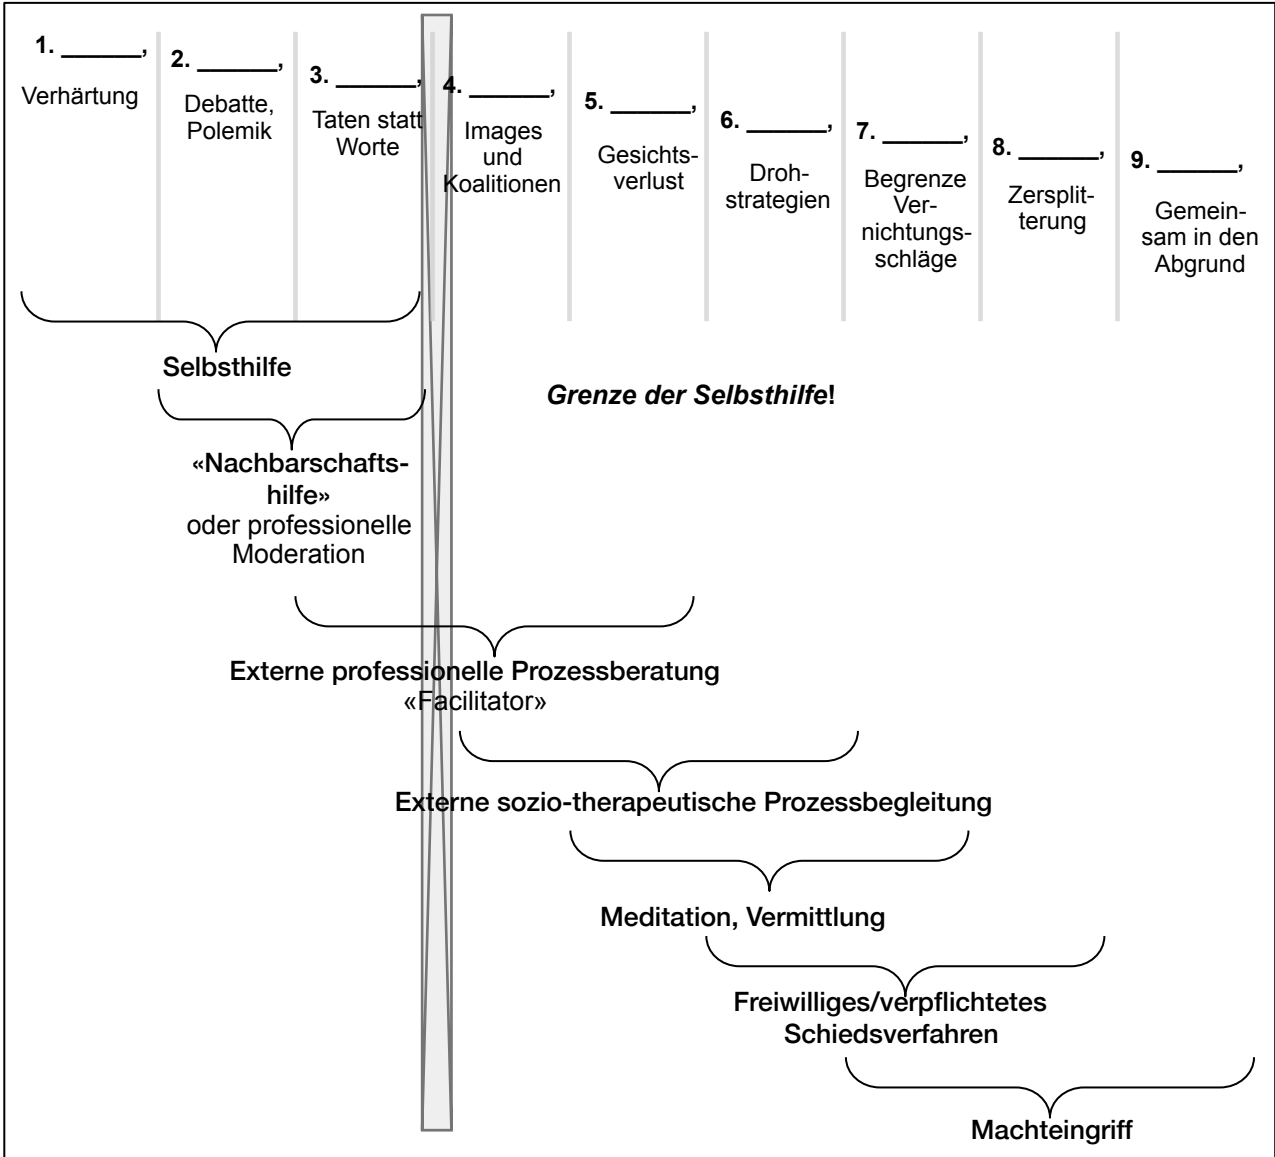 1. ______,
Verhärtung
2. ______,
Debatte,
Polemik
3. ______,
Taten statt
Worte
4. ______,
Images
und
Koalitionen
5. ______,
Gesichts-
verlust
6. ______,
Droh-
strategien
7. ______,
Begrenze
Ver-
nichtungs-
schläge
8. ______,
Zersplit-
terung
9. ______,
Gemein-
sam in den
Abgrund
Selbsthilfe
Grenze der Selbsthilfe!
«Nachbarschafts-
hilfe»
oder professionelle
Moderation
Externe professionelle Prozessberatung
«Facilitator»
Externe sozio-therapeutische Prozessbegleitung
Meditation, Vermittlung
Freiwilliges/verpflichtetes
Schiedsverfahren
Machteingriff